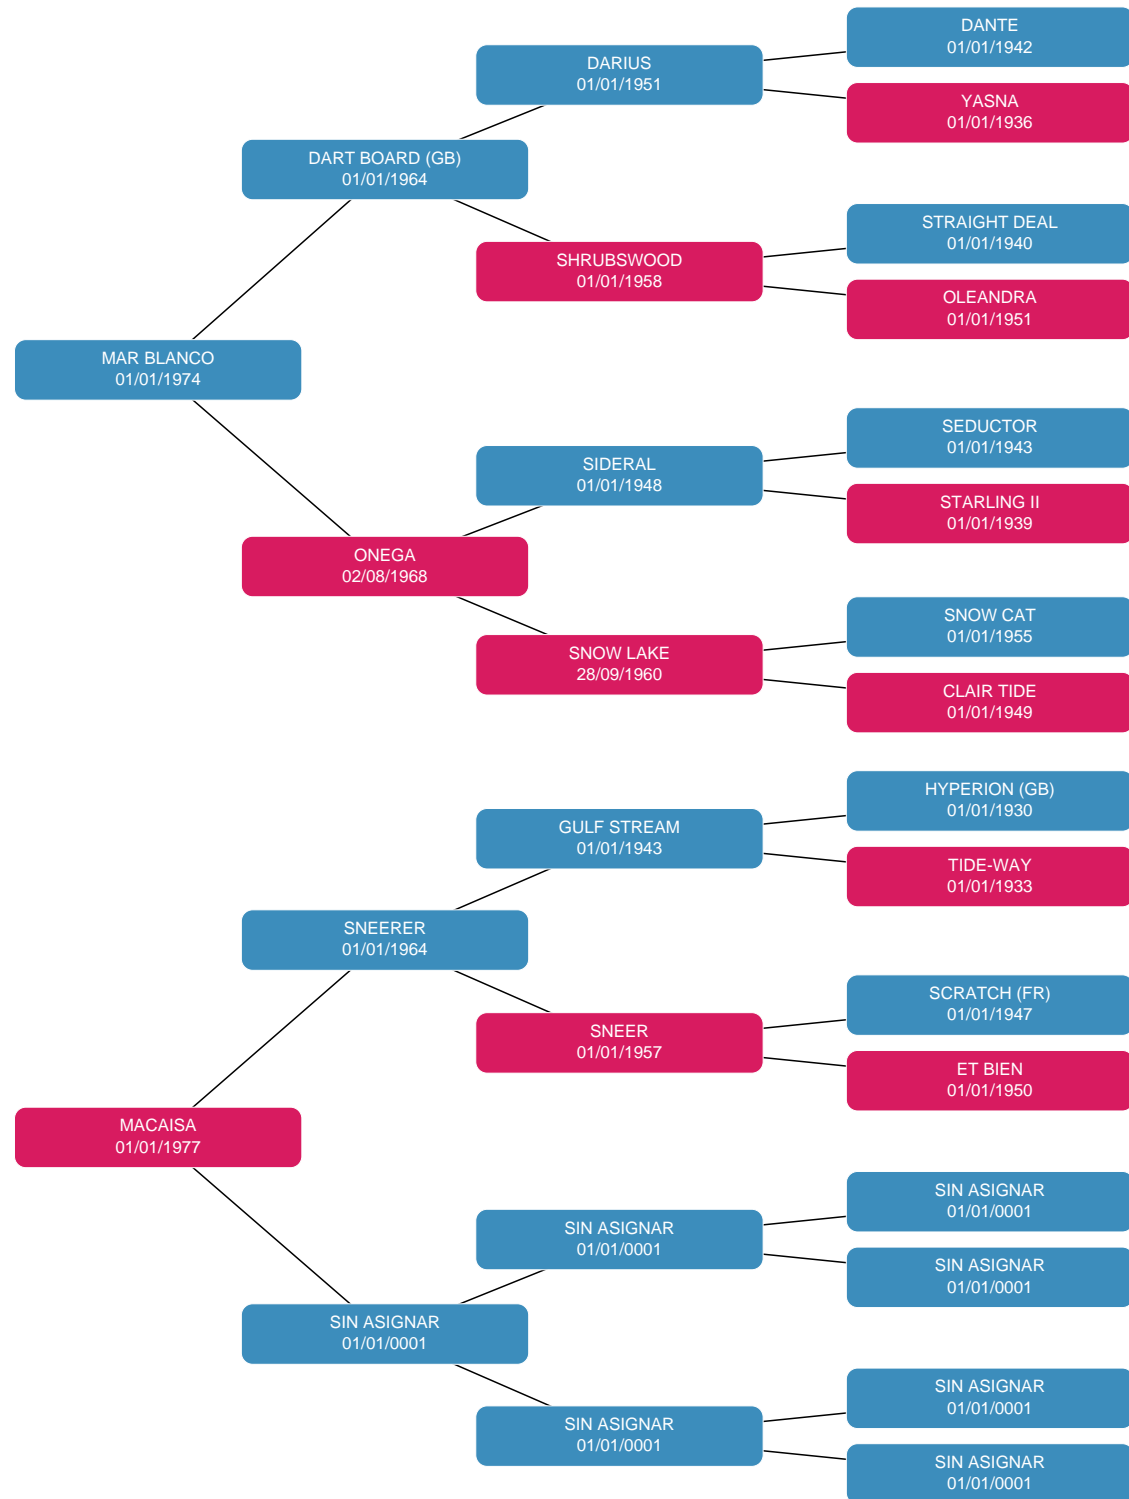 DANTE
01/01/1942
DARIUS
01/01/1951
YASNA
01/01/1936
DART BOARD (GB)
01/01/1964
STRAIGHT DEAL
01/01/1940
SHRUBSWOOD
01/01/1958
OLEANDRA
01/01/1951
MAR BLANCO
01/01/1974
SEDUCTOR
01/01/1943
SIDERAL
01/01/1948
STARLING II
01/01/1939
ONEGA
02/08/1968
SNOW CAT
01/01/1955
SNOW LAKE
28/09/1960
CLAIR TIDE
01/01/1949
HYPERION (GB)
01/01/1930
GULF STREAM
01/01/1943
TIDE-WAY
01/01/1933
SNEERER
01/01/1964
SCRATCH (FR)
01/01/1947
SNEER
01/01/1957
ET BIEN
01/01/1950
MACAISA
01/01/1977
SIN ASIGNAR
01/01/0001
SIN ASIGNAR
01/01/0001
SIN ASIGNAR
01/01/0001
SIN ASIGNAR
01/01/0001
SIN ASIGNAR
01/01/0001
SIN ASIGNAR
01/01/0001
SIN ASIGNAR
01/01/0001